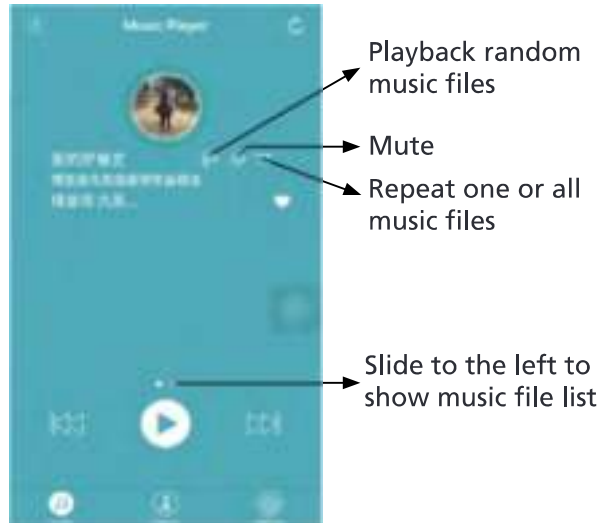 Music Player
Playback random
music files
Mute
Repeat one or all
music files
Slide to the left to
show music file list